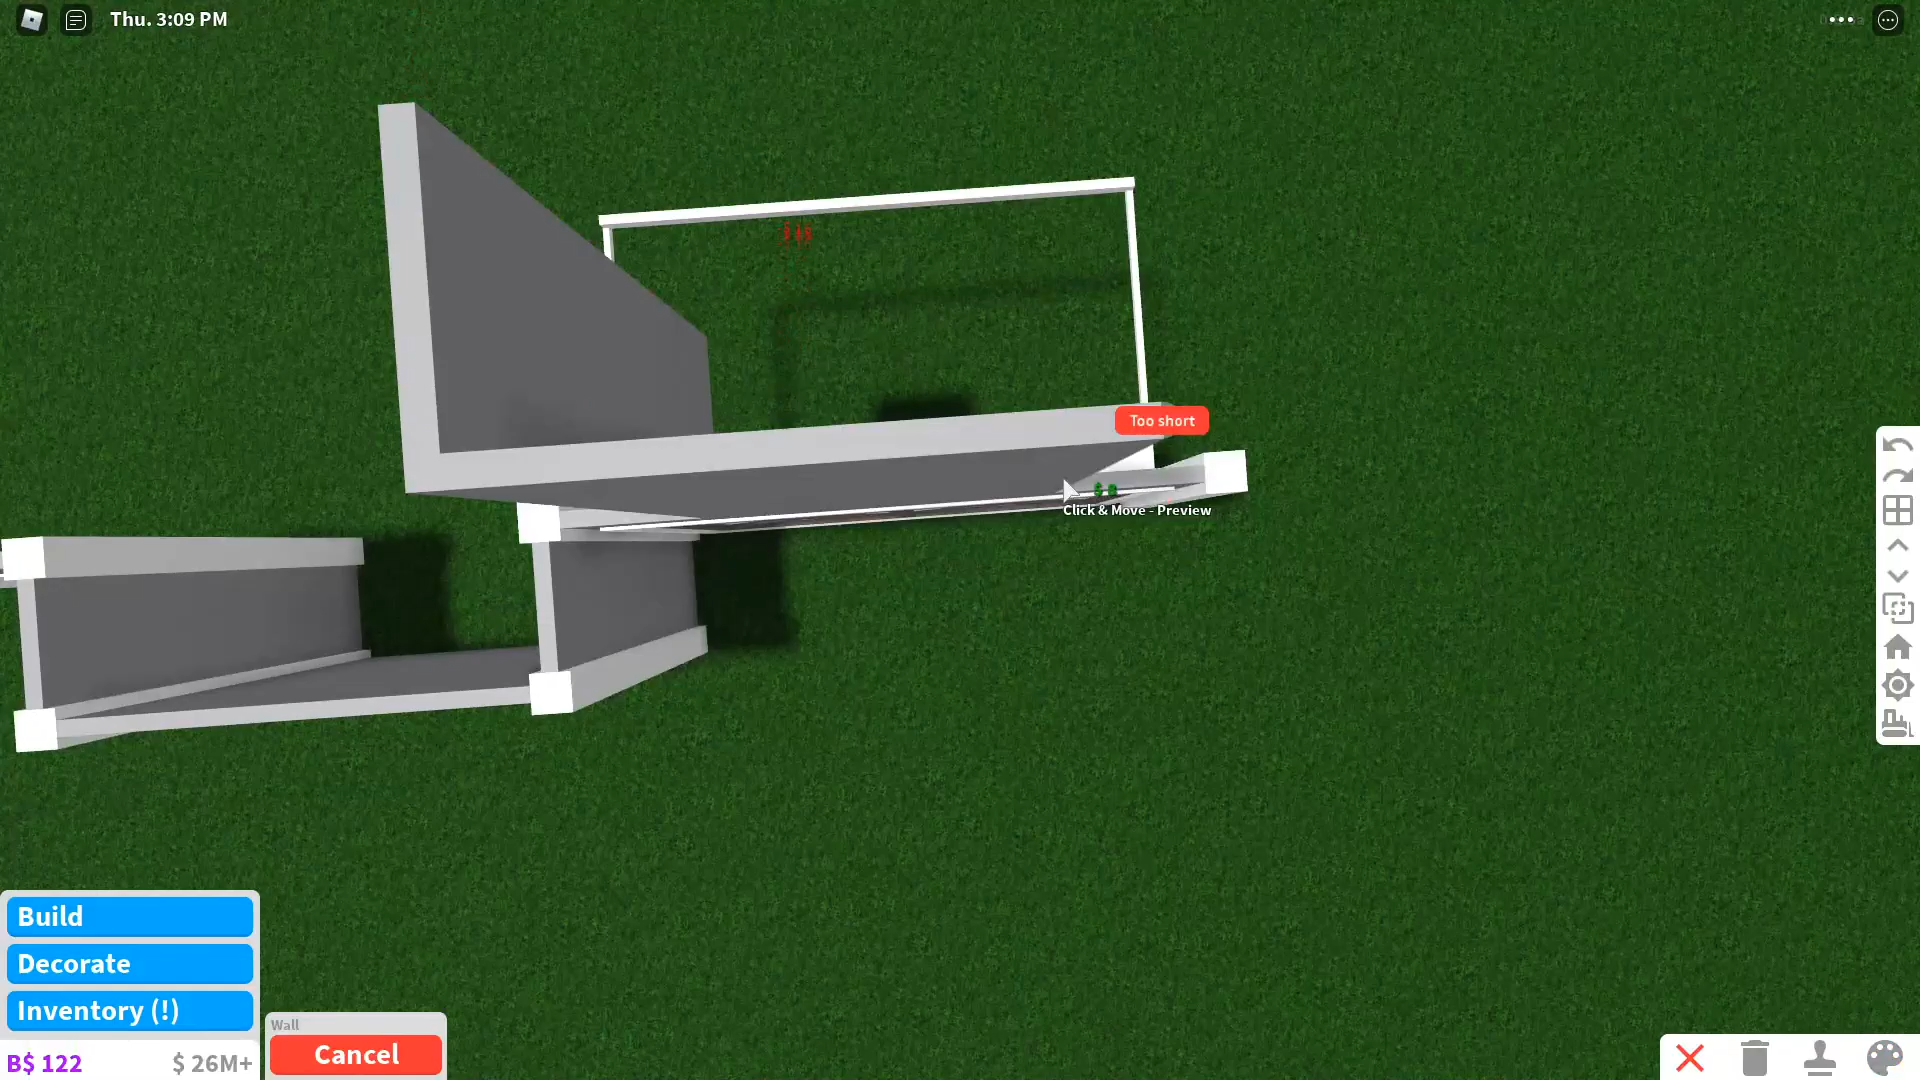 Thu. 3:09 PM
Too short
Click & Move - Preview
Build
Decorate
Inventory (!)
Wall
Cancel
B$ 122
$ 26M+